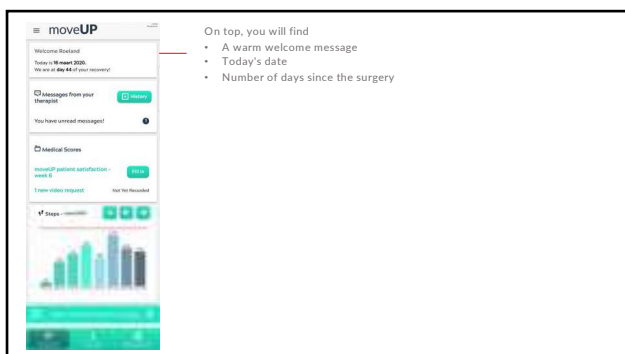 moveUP
Welcome Roeland
Today is 16 maart 2020.
We are at day 44 of your recovery!
Messages from your therapist
History
You have unread messages!
Medical Scores
moveUP patient satisfaction - week 6
Fill in
1 new video request
Not Yet Recorded
Steps -
On top, you will find
• A warm welcome message
• Today's date
• Number of days since the surgery